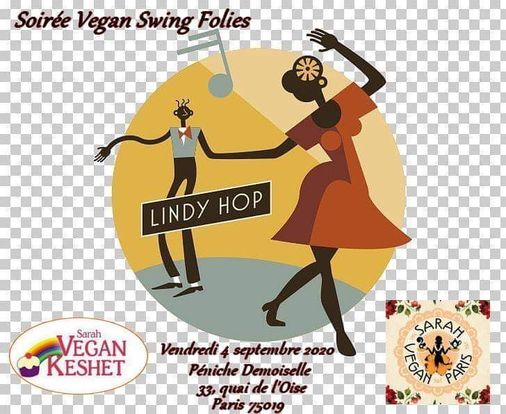 Soirée Vegan Swing Folies
LINDY HOP
Sarah
VEGAN
KESHET
Vendredi 4 septembre 2020
Péniche Demoiselle
33, quai de l'Oise
Paris 75019
SARAH
VEGAN
PARIS